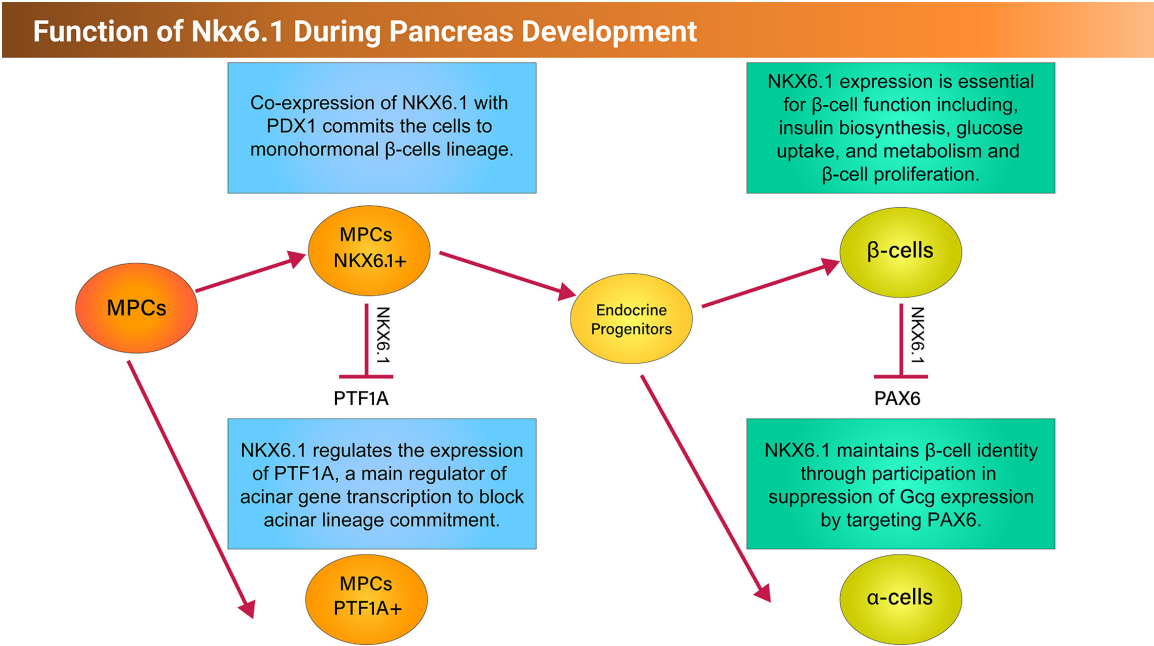 Function of Nkx6.1 During Pancreas Development
Co-expression of NKX6.1 with
PDX1 commits the cells to
monohormonal β-cells lineage.
NKX6.1 expression is essential
for β-cell function including,
insulin biosynthesis, glucose
uptake, and metabolism and
β-cell proliferation.
MPCs
MPCs
NKX6.1+
Endocrine
Progenitors
β-cells
NKX6.1
PTF1A
NKX6.1
PAX6
NKX6.1 regulates the expression
of PTF1A, a main regulator of
acinar gene transcription to block
acinar lineage commitment.
NKX6.1 maintains β-cell identity
through participation in
suppression of Gcg expression
by targeting PAX6.
MPCs
PTF1A+
α-cells